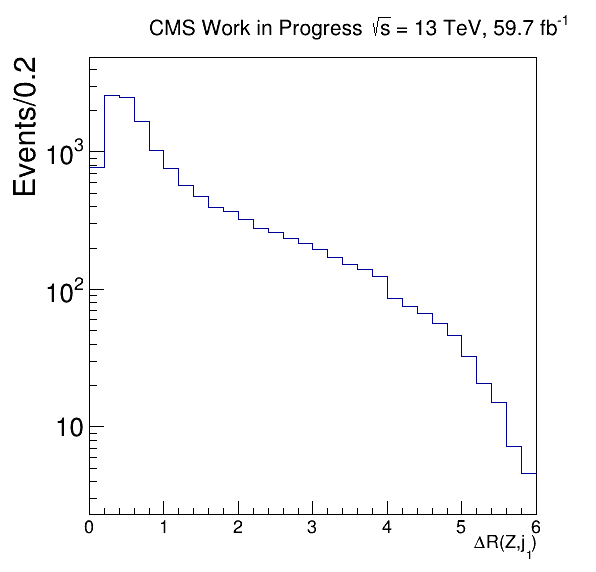 CMS Work in Progress √s = 13 TeV, 59.7 fb⁻¹
Events/0.2
10³
10²
10
0 1 2 3 4 5 6
ΔR(Z,j₁)